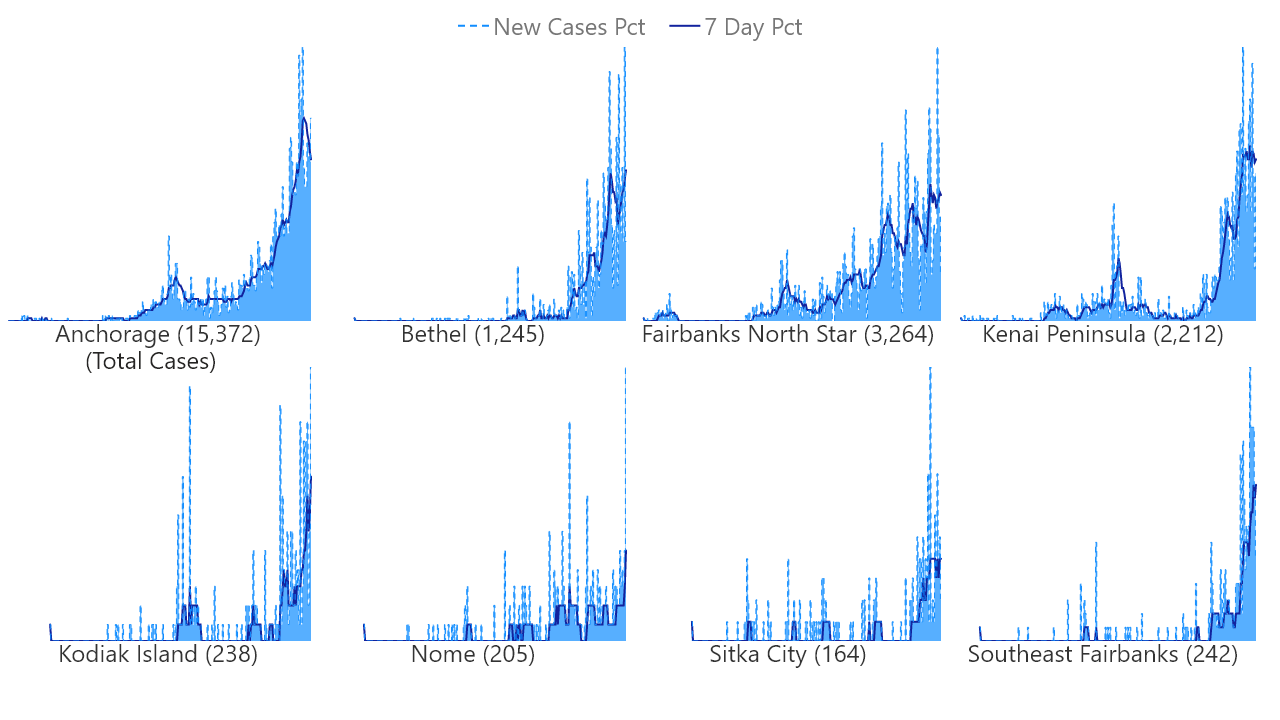 New Cases Pct 7 Day Pct
Anchorage (15,372)
(Total Cases)
Bethel (1,245)
Fairbanks North Star (3,264)
Kenai Peninsula (2,212)
Kodiak Island (238)
Nome (205)
Sitka City (164)
Southeast Fairbanks (242)